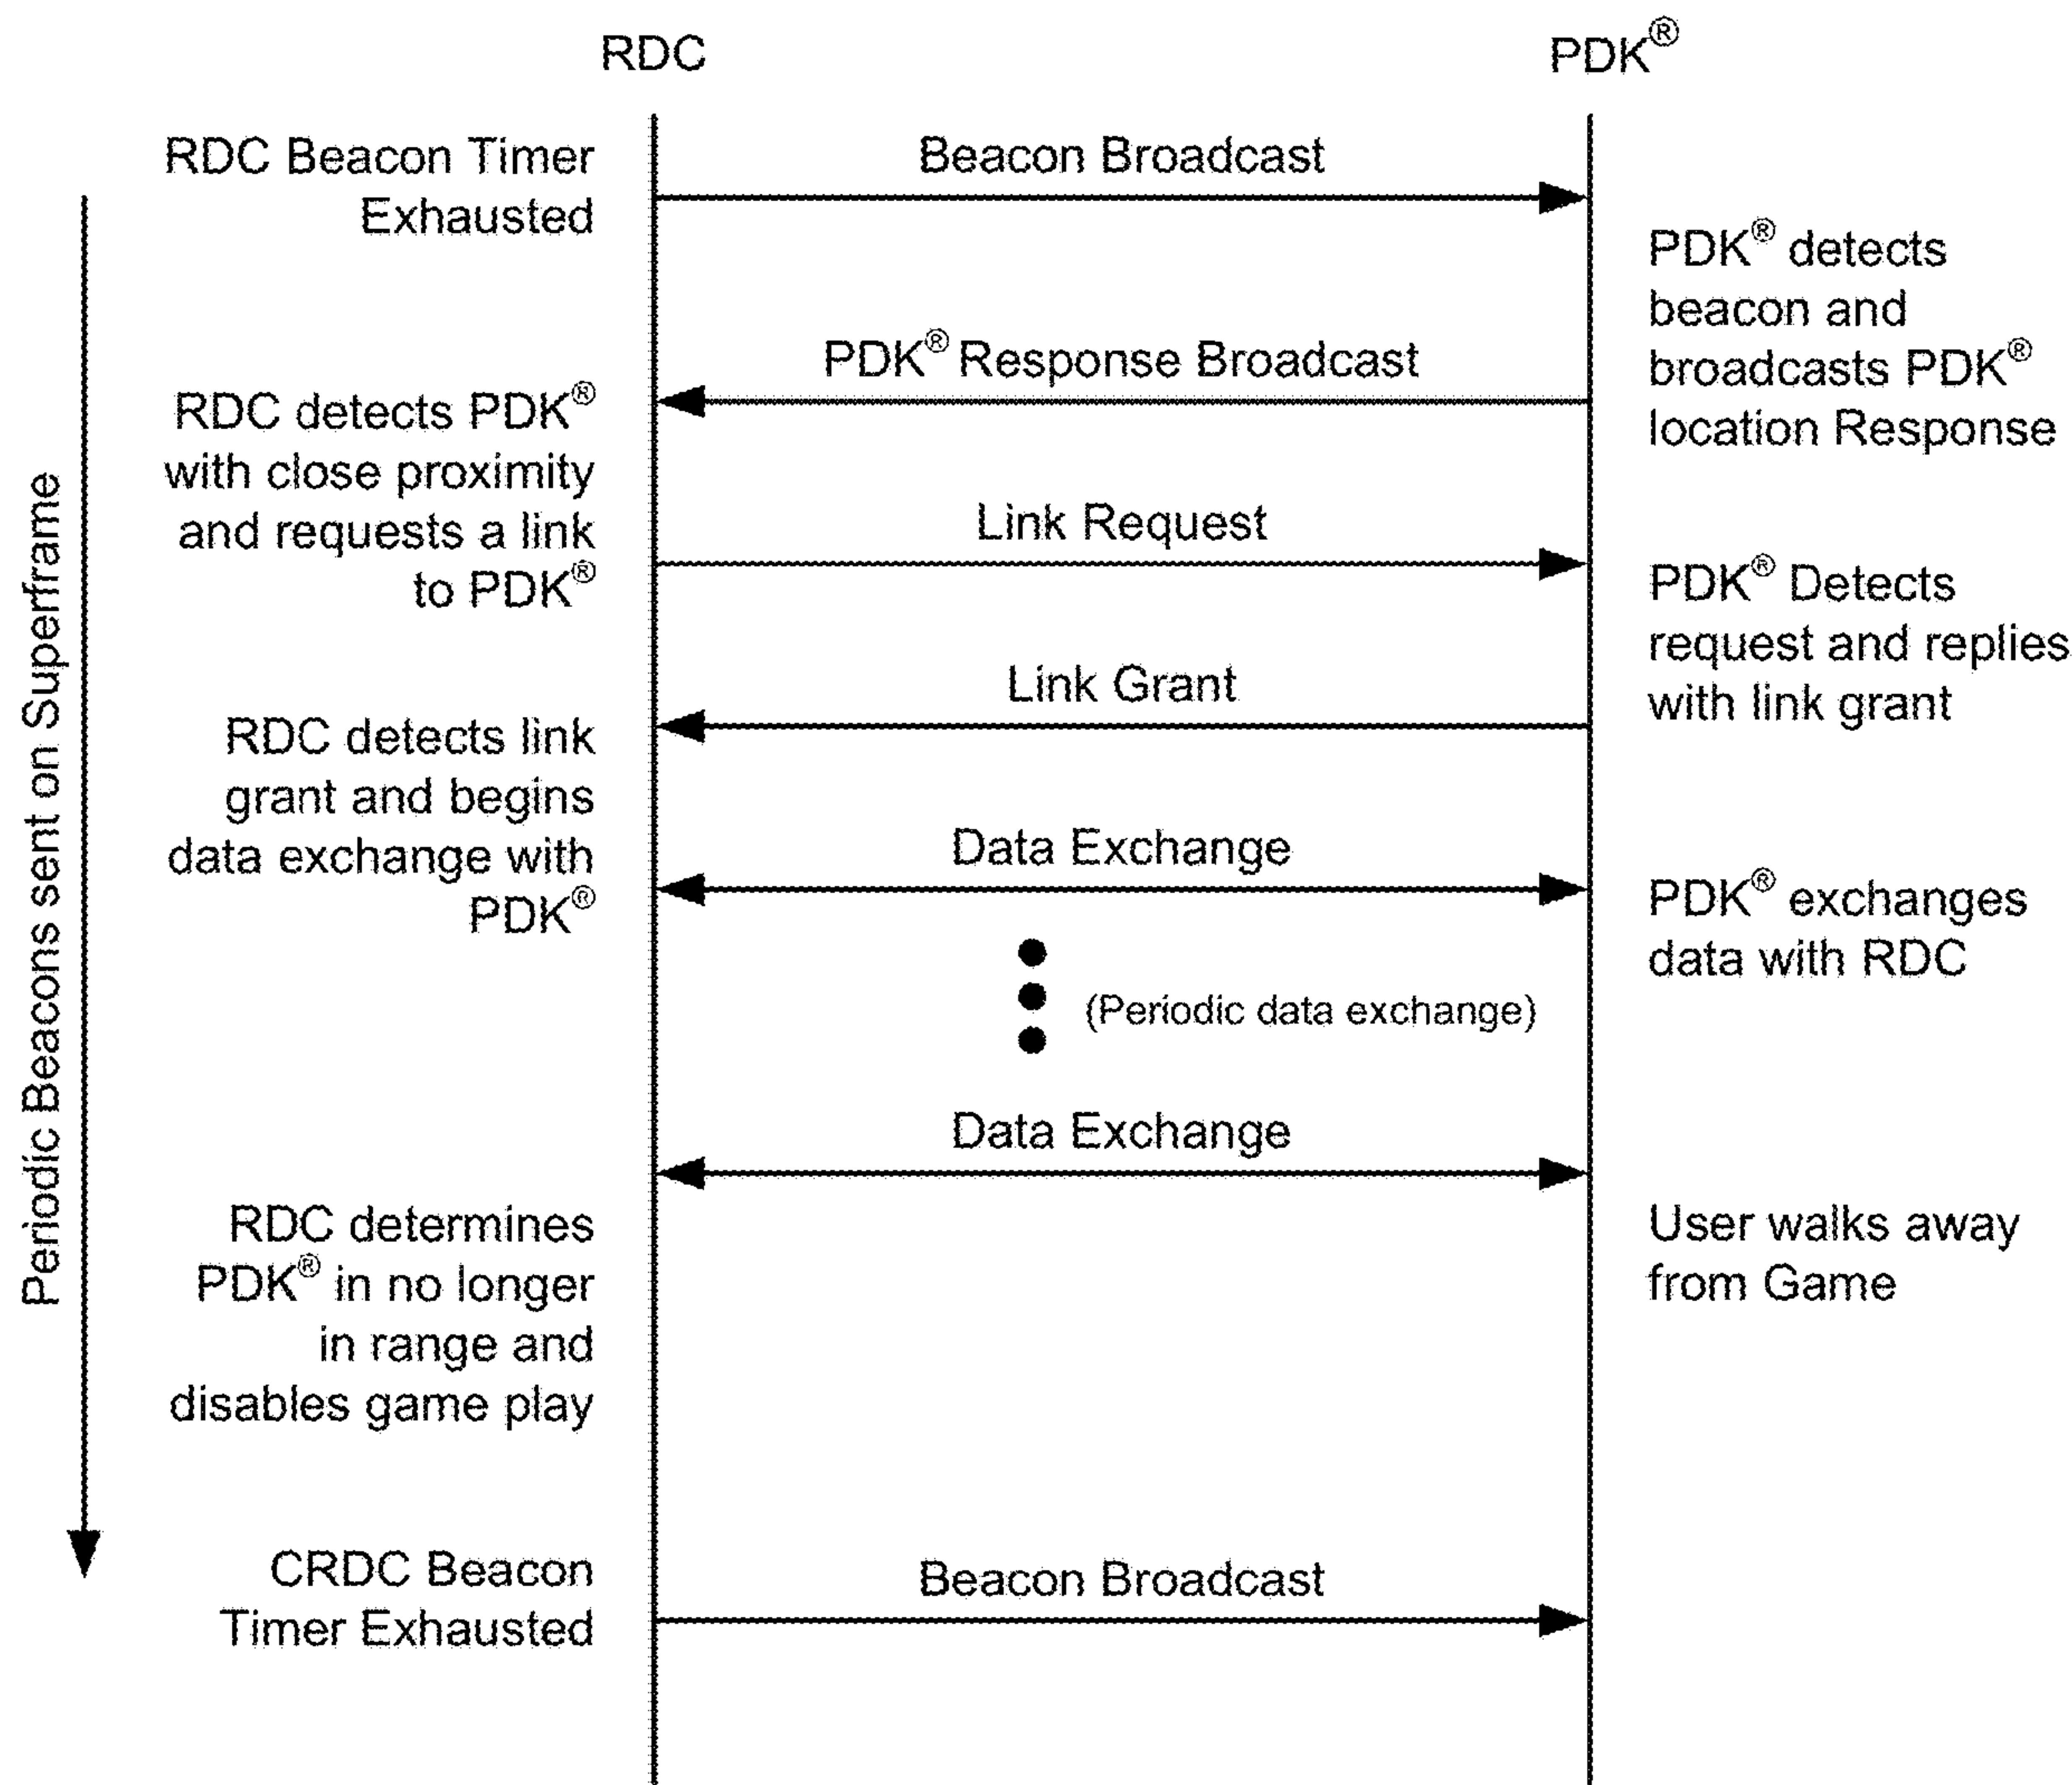 RDC
PDK®
RDC Beacon Timer
Exhausted
Beacon Broadcast
PDK® detects
beacon and
broadcasts PDK®
location Response
PDK® Response Broadcast
RDC detects PDK®
with close proximity
and requests a link
to PDK®
Link Request
PDK® Detects
request and replies
with link grant
Link Grant
RDC detects link
grant and begins
data exchange with
PDK®
Data Exchange
PDK® exchanges
data with RDC
(Periodic data exchange)
Data Exchange
User walks away
from Game
RDC determines
PDK® in no longer
in range and
disables game play
CRDC Beacon
Timer Exhausted
Beacon Broadcast
Periodic Beacons sent on Superframe